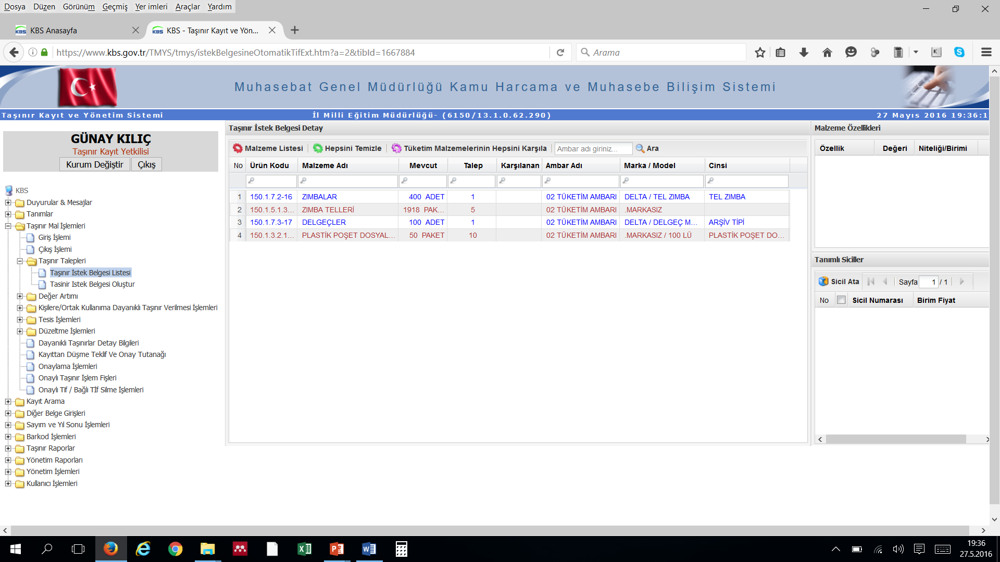 Dosya Düzen Görünüm Geçmiş Yer imleri Araçlar Yardım
KBS Anasayfa
KBS - Taşınır Kayıt ve Yön...
https://www.kbs.gov.tr/TMYS/tmys/istekBelgesineOtomatikTifExt.htm?a=2&tibId=1667884
Arama
Muhasebat Genel Müdürlüğü Kamu Harcama ve Muhasebe Bilişim Sistemi
Taşınır Kayıt ve Yönetim Sistemi
İl Milli Eğitim Müdürlüğü- (6150/13.1.0.62.290)
27 Mayıs 2016 19:36:1
GÜNAY KILIÇ
Taşınır Kayıt Yetkilisi
Kurum Değiştir Çıkış
KBS
Duyurular & Mesajlar
Tanımlar
Taşınır Mal İşlemleri
Giriş İşlemi
Çıkış İşlemi
Taşınır Talepleri
Taşınır İstek Belgesi Listesi
Tasinir Istek Belgesi Oluştur
Değer Artımı
Kişilere/Ortak Kullanıma Dayanıklı Taşınır Verilmesi İşlemleri
Tesis İşlemleri
Düzeltme İşlemleri
Dayanıklı Taşınırlar Detay Bilgileri
Kayıttan Düşme Teklif Ve Onay Tutanağı
Onaylama İşlemleri
Onaylı Taşınır İşlem Fişleri
Onaylı Tif / Bağlı Tİf Silme İşlemleri
Kayıt Arama
Diğer Belge Girişleri
Sayım ve Yıl Sonu İşlemleri
Barkod İşlemleri
Taşınır Raporlar
Yönetim Raporları
Yönetim İşlemleri
Kullanıcı İşlemleri
Taşınır İstek Belgesi Detay
Malzeme Listesi Hepsini Temizle Tüketim Malzemelerinin Hepsini Karşıla Ambar adı giriniz... Ara
No Ürün Kodu Malzeme Adı Mevcut Talep Karşılanan Ambar Adı Marka / Model Cinsi
1 150.1.7.2-16 ZIMBALAR 400 ADET 1 02 TÜKETİM AMBARI DELTA / TEL ZIMBA TEL ZIMBA
2 150.1.5.1.3... ZIMBA TELLERİ 1918 PAK... 5 02 TÜKETİM AMBARI .MARKASIZ
3 150.1.7.3-17 DELGEÇLER 100 ADET 1 02 TÜKETİM AMBARI DELTA / DELGEÇ M... ARŞİV TİPİ
4 150.1.3.2.1... PLASTİK POŞET DOSYAL... 50 PAKET 10 02 TÜKETİM AMBARI .MARKASIZ / 100 LÜ PLASTİK POŞET DO...
Malzeme Özellikleri
Özellik Değeri Niteliği/Birimi
Tanımlı Siciller
Sicil Ata Sayfa 1 / 1
No Sicil Numarası Birim Fiyat
19:36
27.5.2016